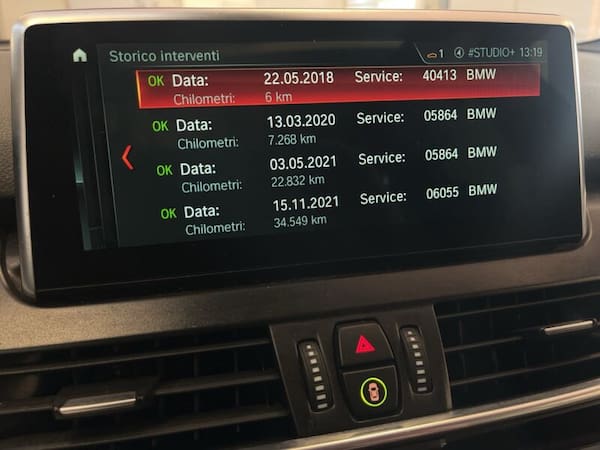 Storico interventi 1 #STUDIO+ 13:19
OK Data: 22.05.2018 Service: 40413 BMW
Chilometri: 6 km
OK Data: 13.03.2020 Service: 05864 BMW
Chilometri: 7.268 km
OK Data: 03.05.2021 Service: 05864 BMW
Chilometri: 22.832 km
OK Data: 15.11.2021 Service: 06055 BMW
Chilometri: 34.549 km